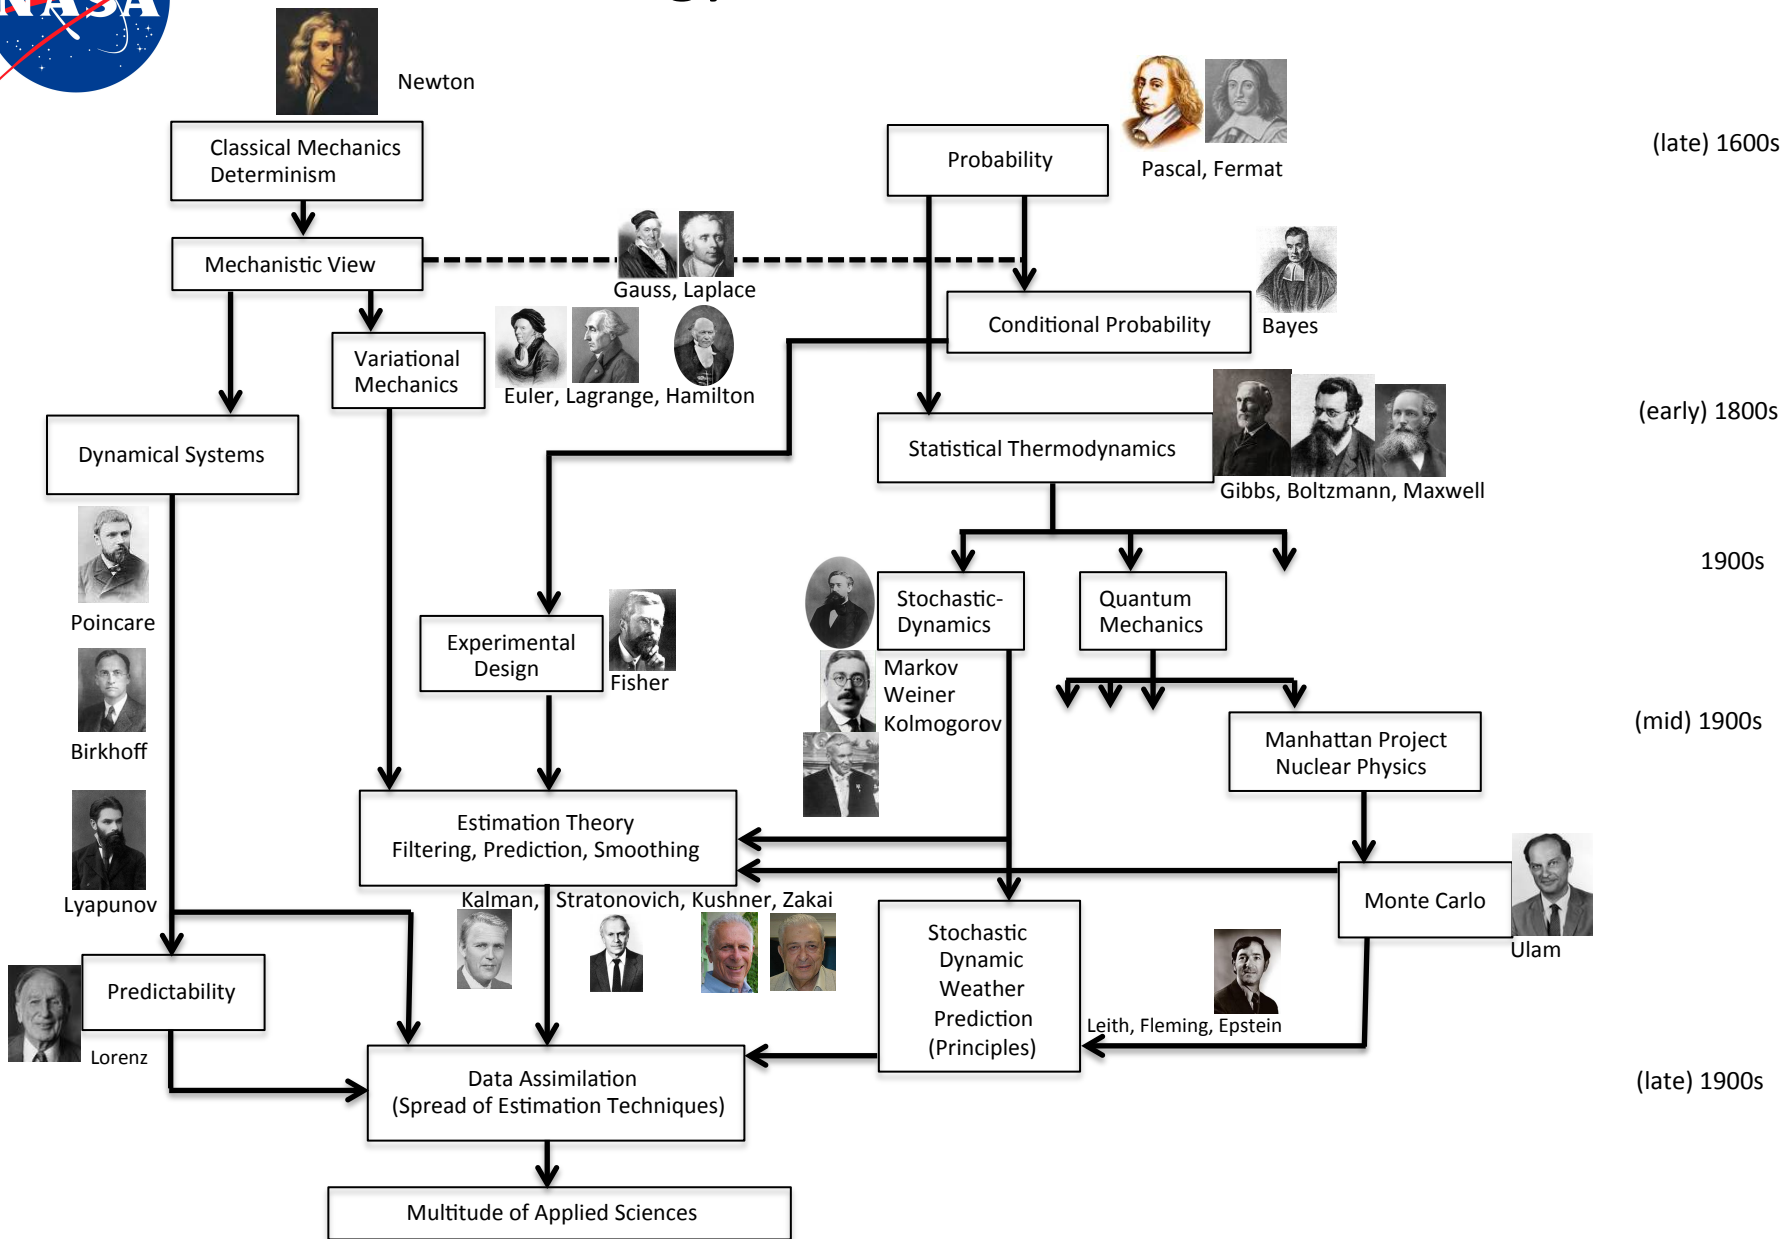 NASA
Newton
Classical Mechanics
Determinism
Probability
Pascal, Fermat
(late) 1600s
Mechanistic View
Gauss, Laplace
Conditional Probability
Bayes
Variational
Mechanics
Euler, Lagrange, Hamilton
Dynamical Systems
Statistical Thermodynamics
Gibbs, Boltzmann, Maxwell
(early) 1800s
1900s
Poincare
Birkhoff
Lyapunov
Experimental
Design
Fisher
Stochastic-
Dynamics
Quantum
Mechanics
Markov
Weiner
Kolmogorov
Manhattan Project
Nuclear Physics
(mid) 1900s
Estimation Theory
Filtering, Prediction, Smoothing
Kalman, Stratonovich, Kushner, Zakai
Monte Carlo
Ulam
Stochastic
Dynamic
Weather
Prediction
(Principles)
Leith, Fleming, Epstein
Predictability
Lorenz
Data Assimilation
(Spread of Estimation Techniques)
(late) 1900s
Multitude of Applied Sciences